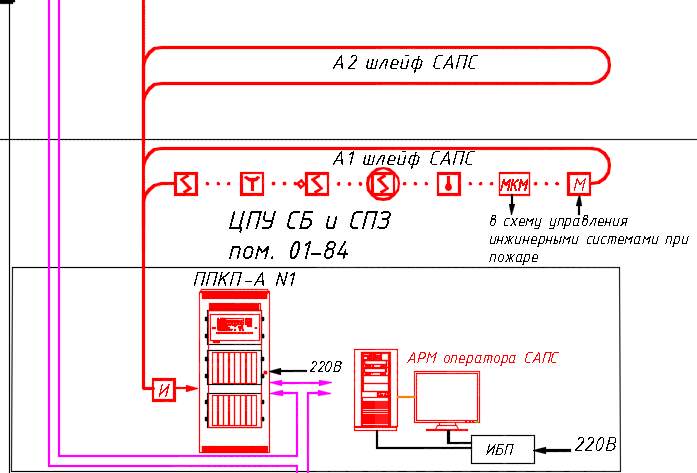 А2 шлейф САПС
А1 шлейф САПС
МКМ
М
ЦПУ СБ и СПЗ
пом. 01-84
в схему управления
инжинерными системами при
пожаре
ППКП-А N1
220В
АРМ оператора САПС
И
ИБП
220В